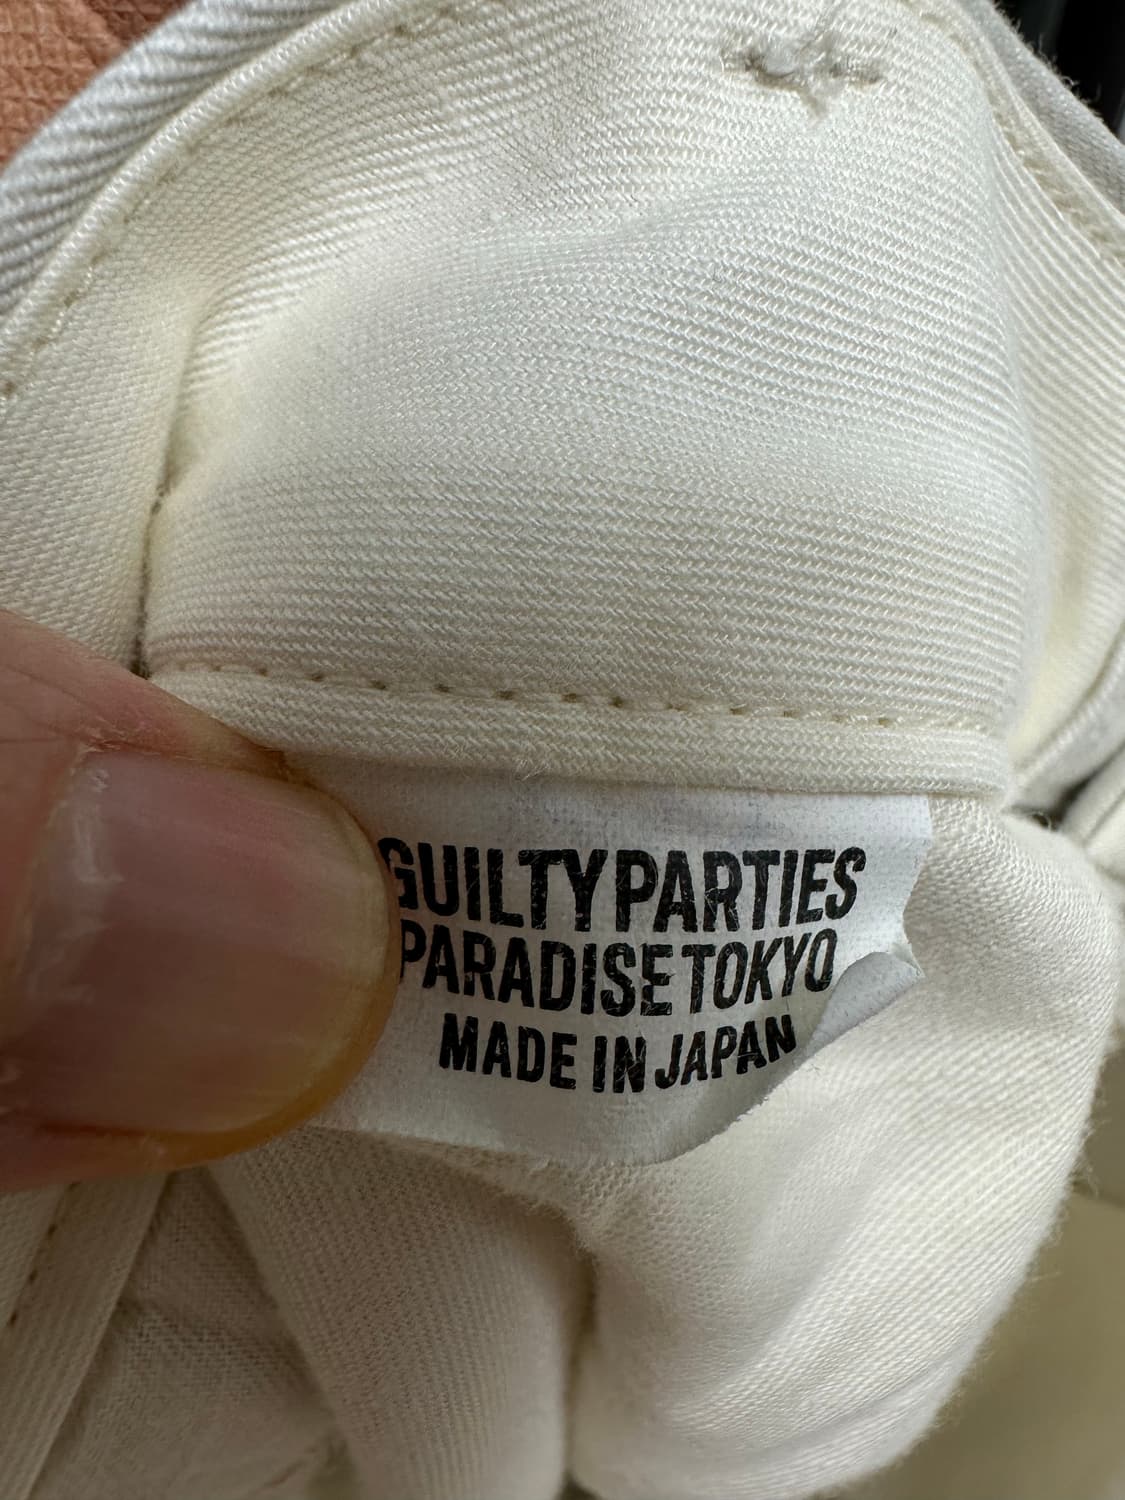 GUILTY PARTIES
PARADISE TOKYO
MADE IN JAPAN